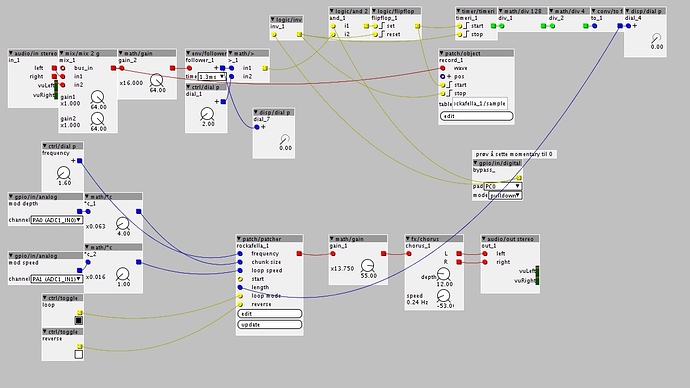 audio/in stereo
in_1
left
right
vuLeft
vuRight
mix/mix 2 g
mix_1
bus_in
in1
in2
gain1
x1.000
64.00
gain2
x1.000
64.00
math/gain
gain_2
x16.000
64.00
env/follower
follower_1
time
1.3ms
ctrl/dial p
dial_1
2.00
math/>
>_1
in1
in2
disp/dial p
dial_7
0.00
logic/inv
inv_1
logic/and 2
and_1
i1
i2
logic/flipflop
flipflop_1
set
reset
timer/timeri
timeri_1
start
stop
math/div 128
div_1
math/div 4
div_2
conv/to f
to_1
disp/dial p
dial_4
0.00
patch/object
record_1
wave
pos
start
stop
table
ockafella_1/sample
edit
prøv å sette momentary til 0
gpio/in/digital
bypass_
pad
PC0
mode
pulldown
ctrl/dial p
frequency
1.60
gpio/in/analog
mod depth
channel
PA0 (ADC1_IN0)
math/*c
*c_1
x0.063
4.00
gpio/in/analog
mod speed
channel
PA1 (ADC1_IN1)
math/*c
*c_2
x0.016
1.00
ctrl/toggle
loop
ctrl/toggle
reverse
patch/patcher
rockafella_1
frequency
chunk size
loop speed
start
length
loop mode
reverse
edit
update
math/gain
gain_1
x13.750
55.00
fx/chorus
chorus_1
L
R
depth
12.00
speed
0.24 Hz
-53.0
audio/out stereo
out_1
left
right
vuLeft
vuRight